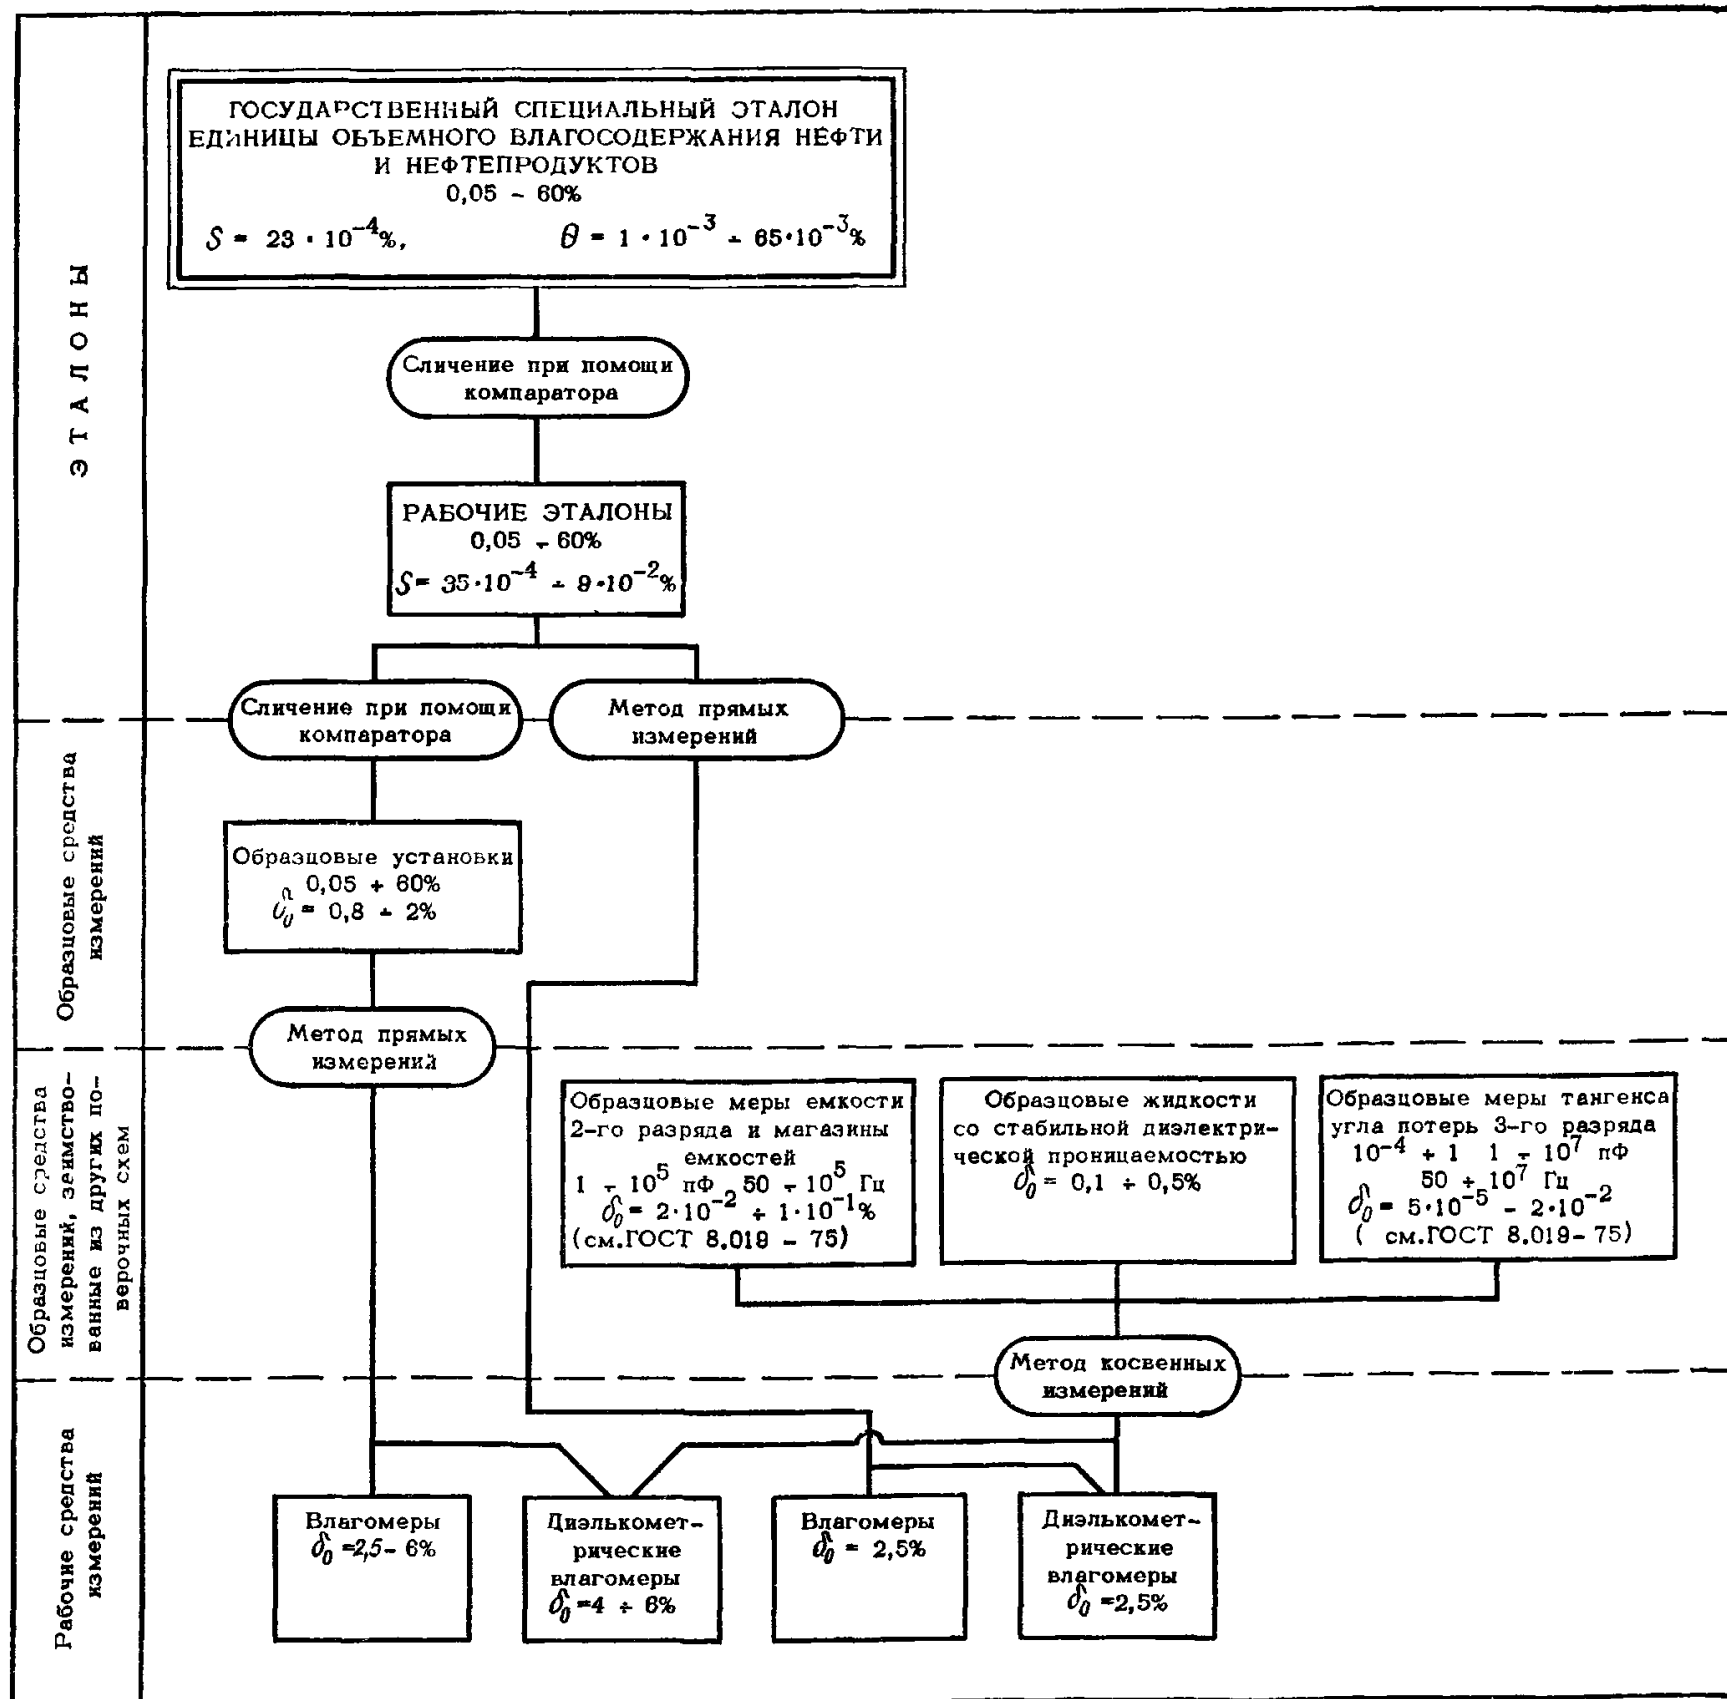 ЭТАЛОНЫ
ГОСУДАРСТВЕННЫЙ СПЕЦИАЛЬНЫЙ ЭТАЛОН
ЕДИНИЦЫ ОБЪЕМНОГО ВЛАГОСОДЕРЖАНИЯ НЕФТИ
И НЕФТЕПРОДУКТОВ
0,05 – 60%
S = 23 · 10⁻⁴%, θ = 1 · 10⁻³ ÷ 65·10⁻³%
Сличение при помощи
компаратора
РАБОЧИЕ ЭТАЛОНЫ
0,05 ÷ 60%
S = 35·10⁻⁴ ÷ 9·10⁻²%
Сличение при помощи
компаратора
Метод прямых
измерений
Образцовые средства
измерений
Образцовые установки
0,05 ÷ 60%
δ₀ = 0,8 ÷ 2%
Метод прямых
измерений
Образцовые средства
измерений, заимство-
ванные из других по-
верочных схем
Образцовые меры емкости
2-го разряда и магазины
емкостей
1 ÷ 10⁵ пФ 50 ÷ 10⁵ Гц
δ₀ = 2·10⁻² ÷ 1·10⁻¹%
(см.ГОСТ 8.019 – 75)
Образцовые жидкости
со стабильной диэлектри-
ческой проницаемостью
δ₀ = 0,1 ÷ 0,5%
Образцовые меры тангенса
угла потерь 3-го разряда
10⁻⁴ ÷ 1 1 ÷ 10⁷ пФ
50 ÷ 10⁷ Гц
δ₀ = 5·10⁻⁵ – 2·10⁻²
( см.ГОСТ 8.019– 75)
Метод косвенных
измерений
Рабочие средства
измерений
Влагомеры
δ₀ =2,5– 6%
Диэлькомет-
рические
влагомеры
δ₀ =4 ÷ 6%
Влагомеры
δ₀ = 2,5%
Диэлькомет-
рические
влагомеры
δ₀ =2,5%